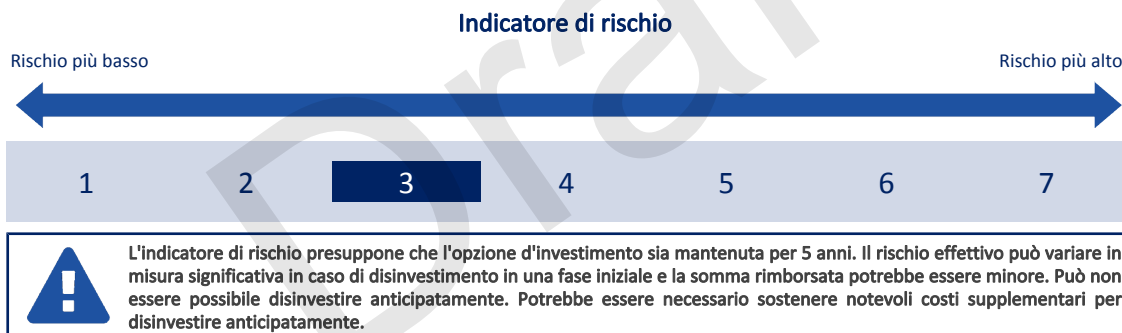 Indicatore di rischio
Rischio più basso
Rischio più alto
1 2 3 4 5 6 7
L'indicatore di rischio presuppone che l'opzione d'investimento sia mantenuta per 5 anni. Il rischio effettivo può variare in
misura significativa in caso di disinvestimento in una fase iniziale e la somma rimborsata potrebbe essere minore. Può non
essere possibile disinvestire anticipatamente. Potrebbe essere necessario sostenere notevoli costi supplementari per
disinvestire anticipatamente.